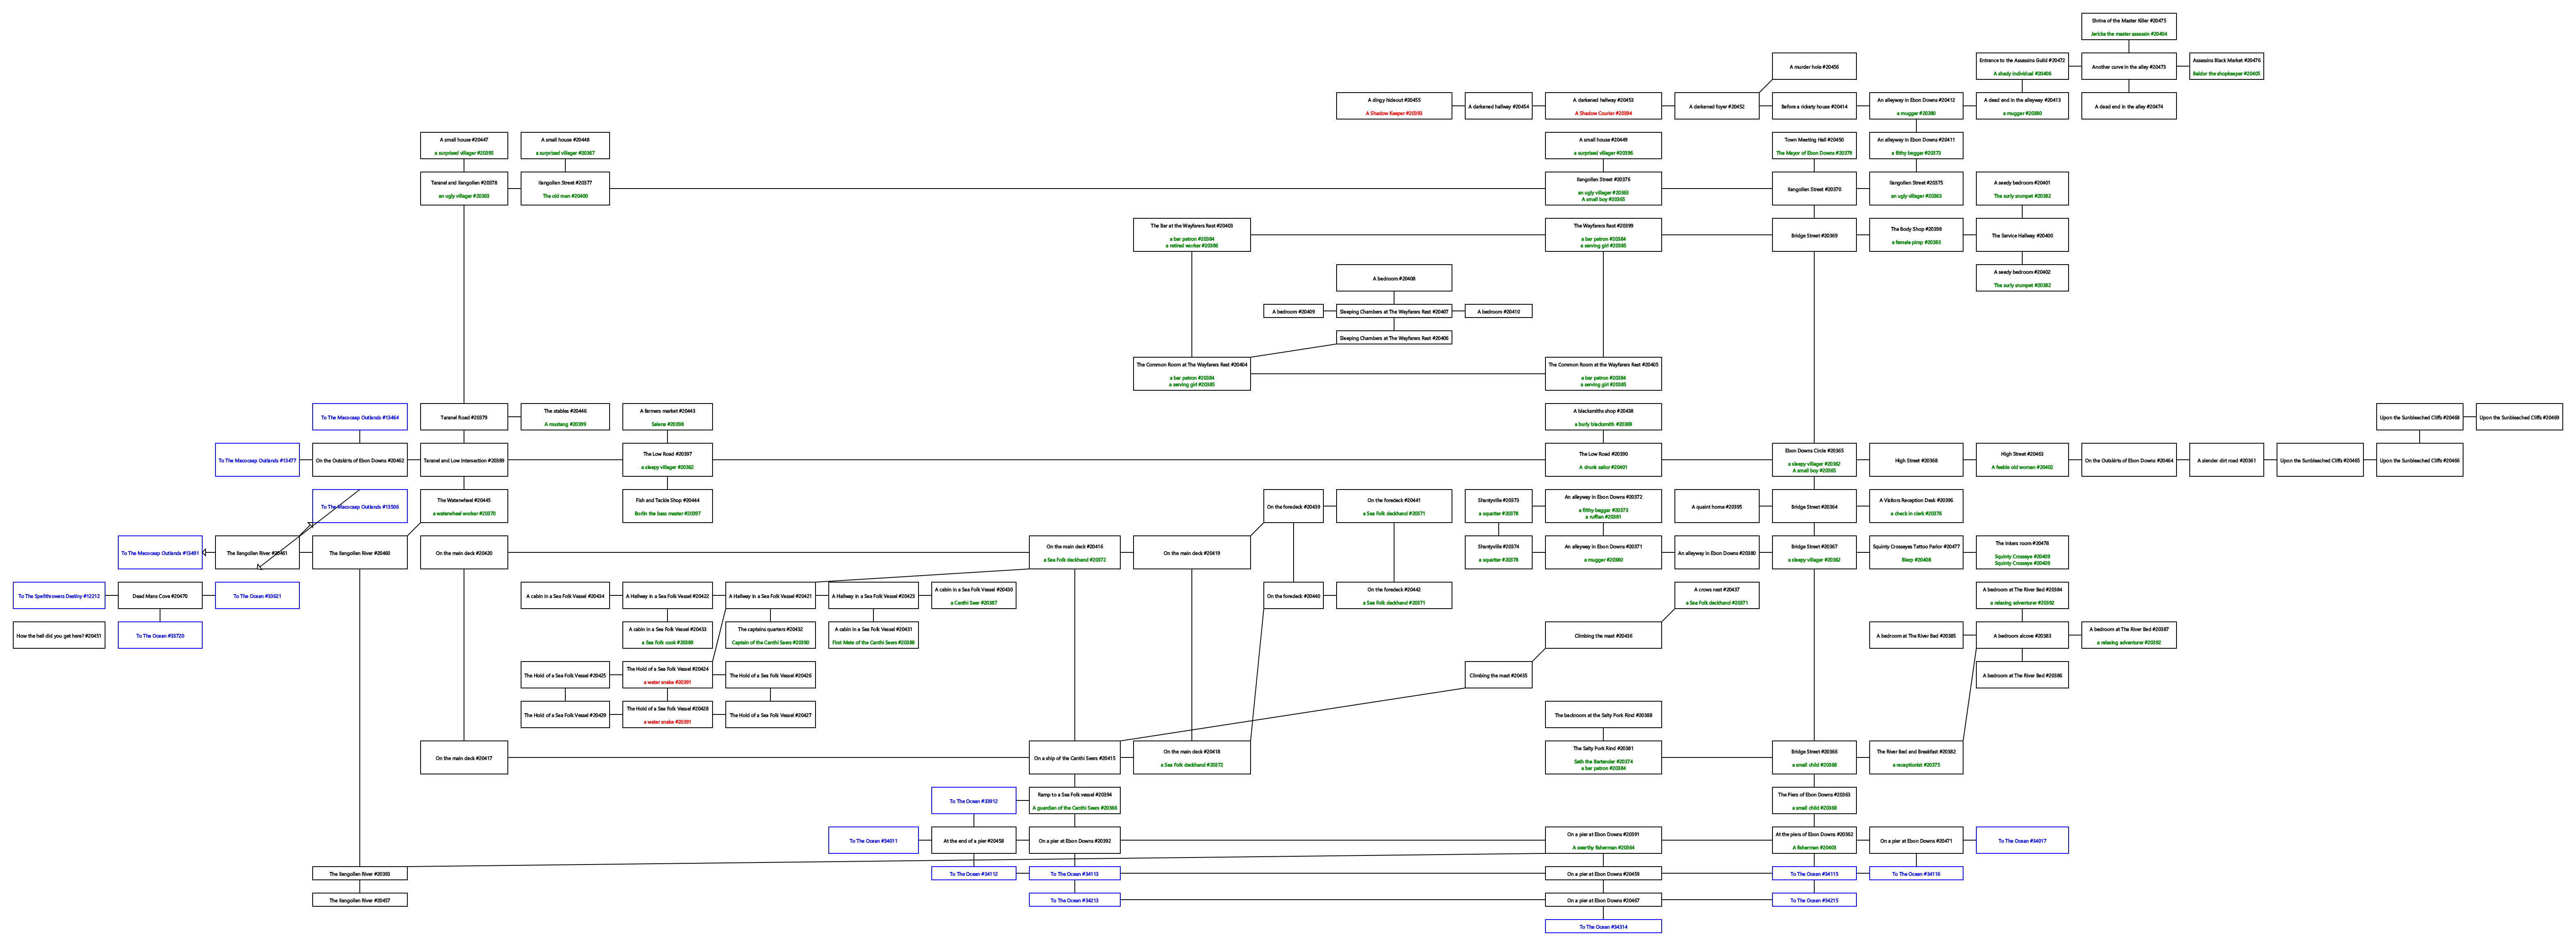 Shrine of the Master Killer #20475
Jericka the master assassin #20404
A murder hole #20456
Entrance to the Assassins Guild #20472
A shady individual #20406
Another curve in the alley #20473
Assassins Black Market #20476
Baldor the shopkeeper #20405
A dingy hideout #20455
A Shadow Keeper #20393
A darkened hallway #20454
A darkened hallway #20453
A Shadow Courier #20394
A darkened foyer #20452
Before a rickety house #20414
An alleyway in Ebon Downs #20412
a mugger #20380
A dead end in the alleyway #20413
a mugger #20380
A dead end in the alley #20474
A small house #20447
a surprised villager #20395
A small house #20448
a surprised villager #20367
A small house #20449
a surprised villager #20396
Town Meeting Hall #20450
The Mayor of Ebon Downs #20379
An alleyway in Ebon Downs #20411
a filthy beggar #20373
Taranel and Ilangollen #20378
an ugly villager #20363
Ilangollen Street #20377
The old man #20400
Ilangollen Street #20376
an ugly villager #20363
A small boy #20365
Ilangollen Street #20370
Ilangollen Street #20375
an ugly villager #20363
A seedy bedroom #20401
The surly srumpet #20382
The Bar at the Wayfarers Rest #20403
a bar patron #20384
a retired worker #20386
The Wayfarers Rest #20399
a bar patron #20384
a serving girl #20385
Bridge Street #20369
The Body Shop #20398
a female pimp #20383
The Service Hallway #20400
A bedroom #20408
A seedy bedroom #20402
The surly srumpet #20382
A bedroom #20409
Sleeping Chambers at The Wayfarers Rest #20407
A bedroom #20410
Sleeping Chambers at The Wayfarers Rest #20406
The Common Room at The Wayfarers Rest #20404
a bar patron #20384
a serving girl #20385
The Common Room at the Wayfarers Rest #20405
a bar patron #20384
a serving girl #20385
To The Macocaap Outlands #13464
Taranel Road #20379
The stables #20446
A mustang #20399
A farmers market #20443
Salene #20398
A blacksmiths shop #20438
a burly blacksmith #20369
Upon the Sunbleached Cliffs #20468
Upon the Sunbleached Cliffs #20469
To The Macocaap Outlands #13477
On the Outskirts of Ebon Downs #20462
Taranel and Low Intersection #20389
The Low Road #20397
a sleepy villager #20362
The Low Road #20390
A drunk sailor #20401
Ebon Downs Circle #20365
a sleepy villager #20362
A small boy #20365
High Street #20368
High Street #20463
A feeble old woman #20402
On the Outskirts of Ebon Downs #20464
A slender dirt road #20361
Upon the Sunbleached Cliffs #20465
Upon the Sunbleached Cliffs #20466
To The Macocaap Outlands #13506
The Waterwheel #20445
a waterwheel worker #20370
Fish and Tackle Shop #20444
Borlin the bass master #20397
On the foredeck #20439
On the foredeck #20441
a Sea Folk deckhand #20371
Shantyville #20373
a squatter #20378
An alleyway in Ebon Downs #20372
a filthy beggar #20373
a ruffian #20381
A quaint home #20395
Bridge Street #20364
A Visitors Reception Desk #20396
a check in clerk #20376
To The Macocaap Outlands #13491
The Ilangollen River #20461
The Ilangollen River #20460
On the main deck #20420
On the main deck #20416
a Sea Folk deckhand #20372
On the main deck #20419
Shantyville #20374
a squatter #20378
An alleyway in Ebon Downs #20371
a mugger #20380
An alleyway in Ebon Downs #20380
Bridge Street #20367
a sleepy villager #20362
Squinty Crosseyes Tattoo Parlor #20477
Blarp #20408
The Inkers room #20478
Squinty Crosseye #20409
Squinty Crosseye #20409
To The Spellthrowers Destiny #12212
Dead Mans Cove #20470
To The Ocean #33621
A cabin in a Sea Folk Vessel #20434
A Hallway in a Sea Folk Vessel #20422
A Hallway in a Sea Folk Vessel #20421
A Hallway in a Sea Folk Vessel #20423
A cabin in a Sea Folk Vessel #20430
a Canthi Seer #20387
On the foredeck #20440
On the foredeck #20442
a Sea Folk deckhand #20371
A crows nest #20437
a Sea Folk deckhand #20371
A bedroom at The River Bed #20384
a relaxing adventurer #20392
How the hell did you get here? #20451
To The Ocean #33720
A cabin in a Sea Folk Vessel #20433
a Sea Folk cook #20389
The captains quarters #20432
Captain of the Canthi Seers #20390
A cabin in a Sea Folk Vessel #20431
First Mate of the Canthi Seers #20388
Climbing the mast #20436
A bedroom at The River Bed #20385
A bedroom alcove #20383
A bedroom at The River Bed #20387
a relaxing adventurer #20392
The Hold of a Sea Folk Vessel #20425
The Hold of a Sea Folk Vessel #20424
a water snake #20391
The Hold of a Sea Folk Vessel #20426
Climbing the mast #20435
A bedroom at The River Bed #20386
The Hold of a Sea Folk Vessel #20429
The Hold of a Sea Folk Vessel #20428
a water snake #20391
The Hold of a Sea Folk Vessel #20427
The backroom at the Salty Pork Rind #20388
On the main deck #20417
On a ship of the Canthi Seers #20415
On the main deck #20418
a Sea Folk deckhand #20372
The Salty Pork Rind #20381
Seth the Bartender #20374
a bar patron #20384
Bridge Street #20366
a small child #20368
The River Bed and Breakfast #20382
a receptionist #20375
To The Ocean #33912
Ramp to a Sea Folk vessel #20394
A guardian of the Canthi Seers #20366
The Piers of Ebon Downs #20363
a small child #20368
To The Ocean #34011
At the end of a pier #20458
On a pier at Ebon Downs #20392
On a pier at Ebon Downs #20391
A swarthy fisherman #20364
At the piers of Ebon Downs #20362
A fisherman #20403
On a pier at Ebon Downs #20471
To The Ocean #34017
The Ilangollen River #20393
To The Ocean #34112
To The Ocean #34113
On a pier at Ebon Downs #20459
To The Ocean #34115
To The Ocean #34116
The Ilangollen River #20457
To The Ocean #34213
On a pier at Ebon Downs #20467
To The Ocean #34215
To The Ocean #34314